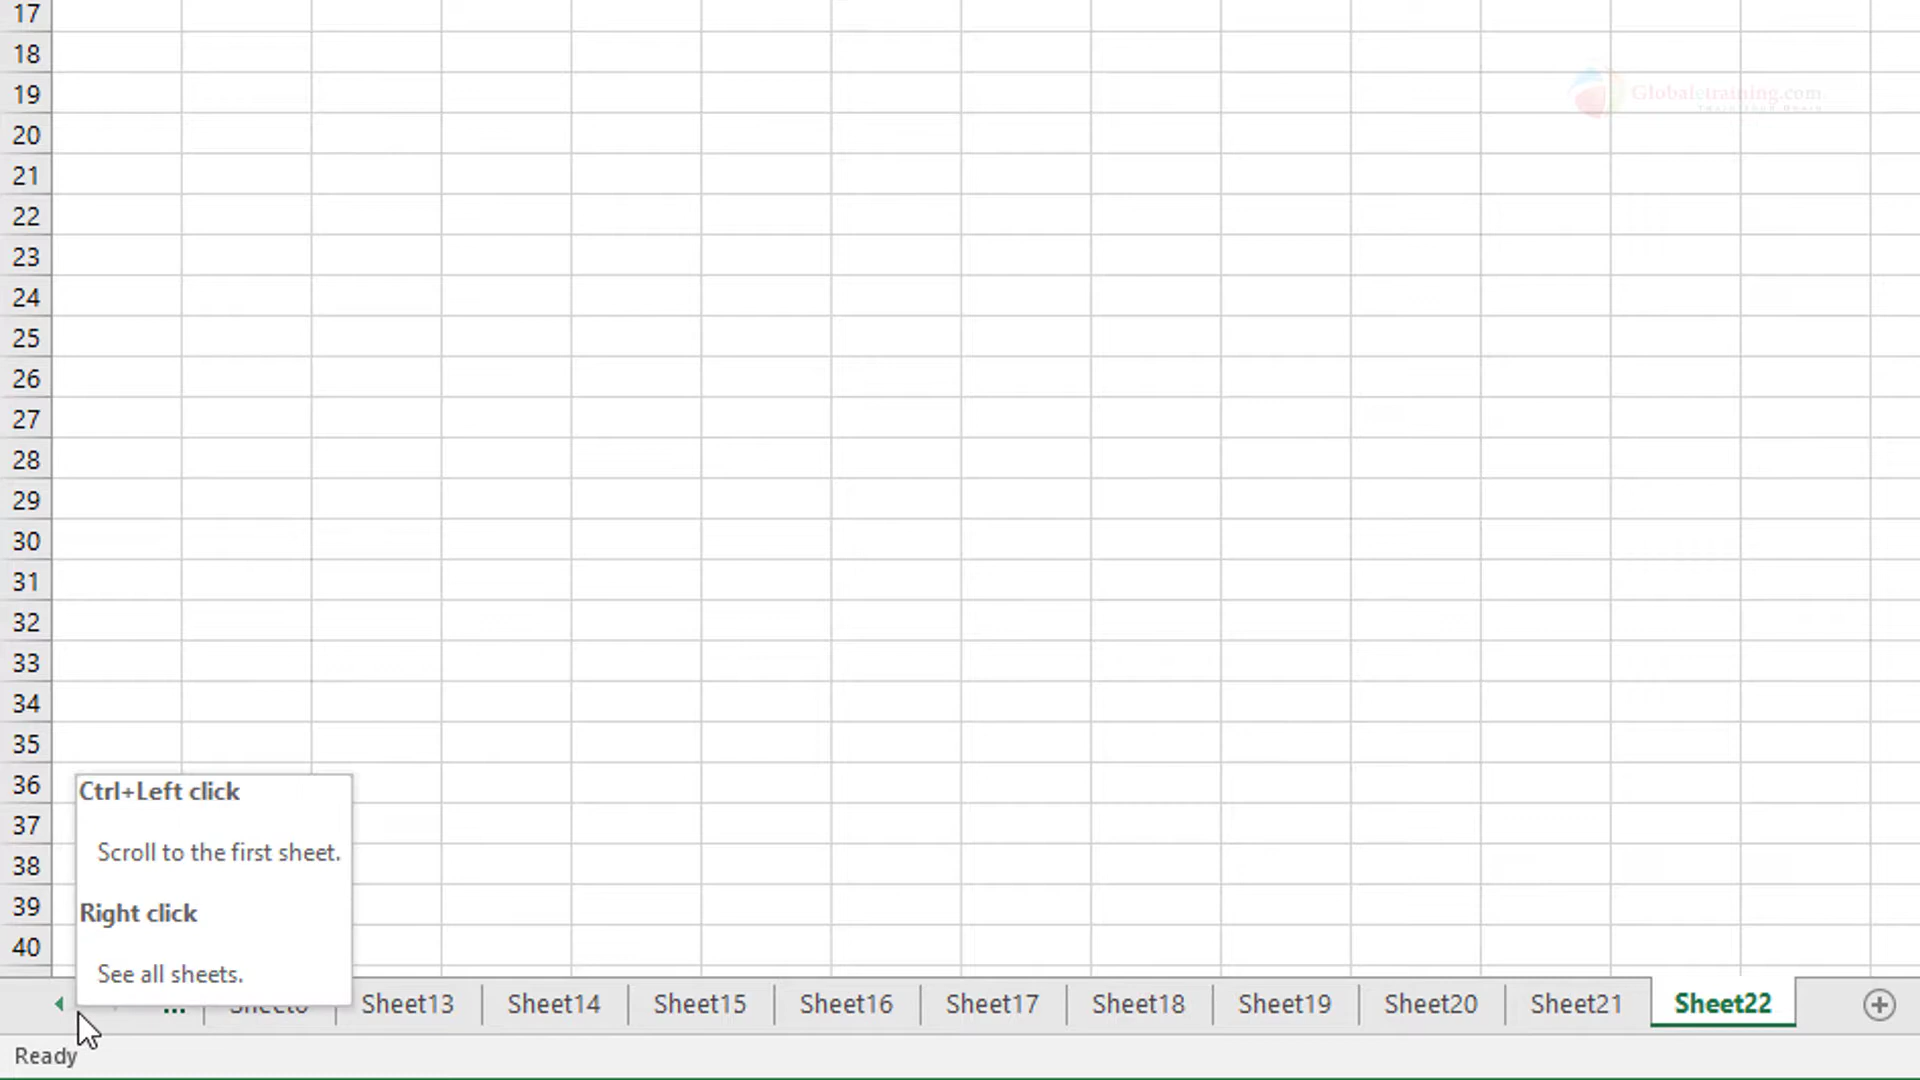 17
18
19
20
21
22
23
24
25
26
27
28
29
30
31
32
33
34
35
36
37
38
39
40
Globaletraining.com
Ctrl+Left click
Scroll to the first sheet.
Right click
See all sheets.
...
Sheet13
Sheet14
Sheet15
Sheet16
Sheet17
Sheet18
Sheet19
Sheet20
Sheet21
Sheet22
Ready